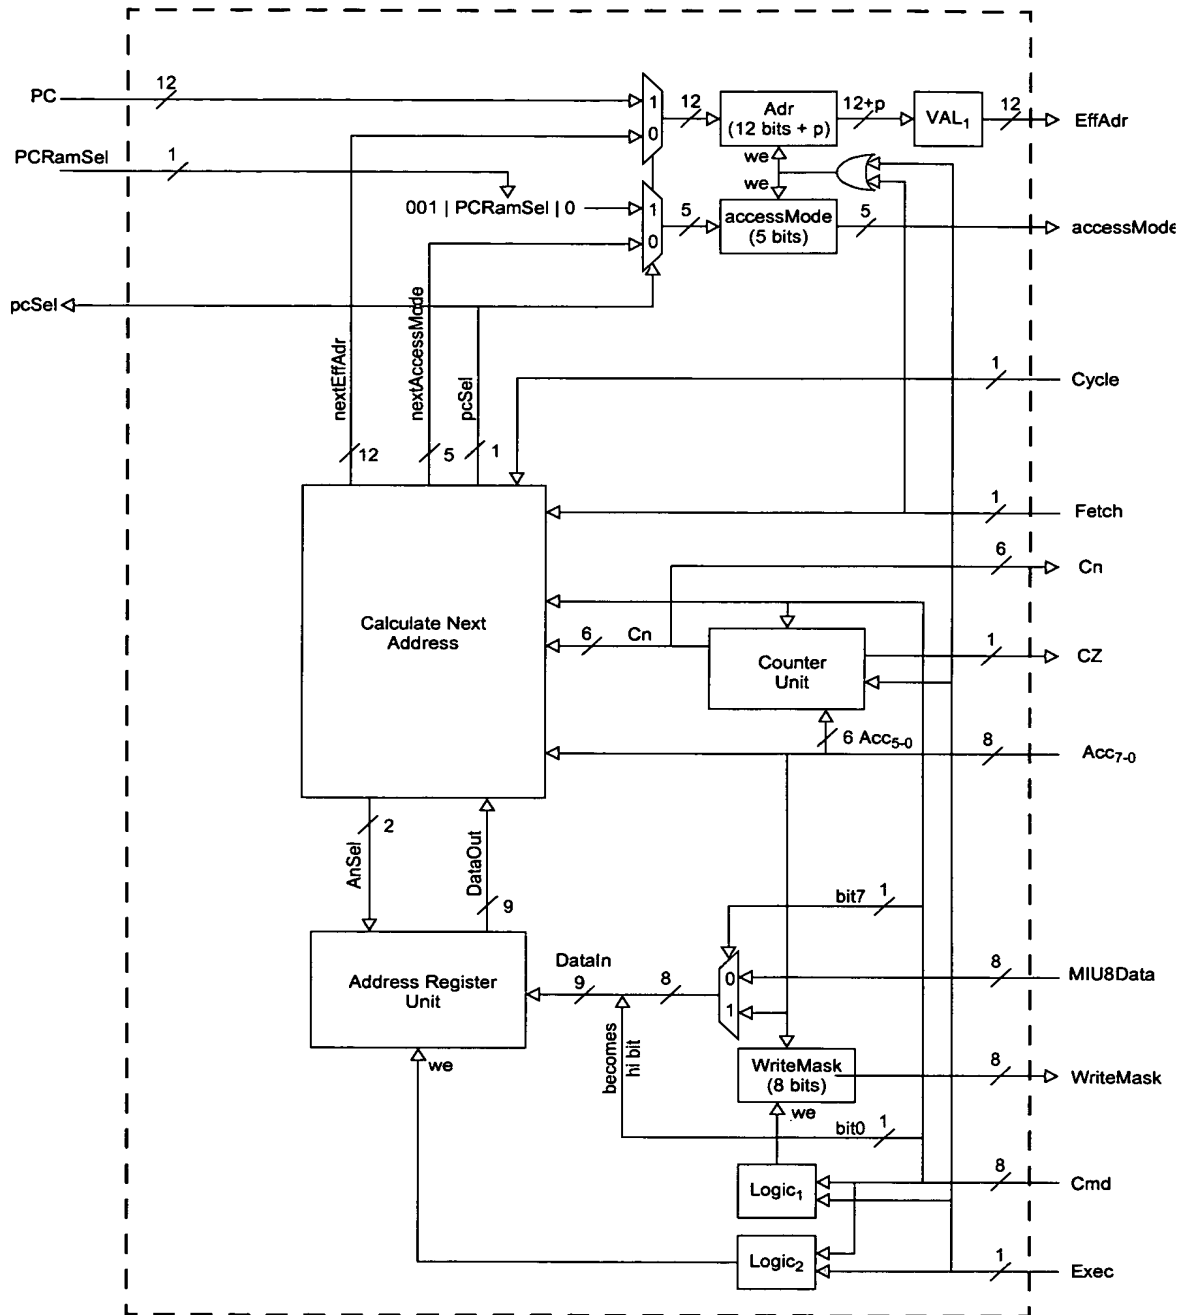 12
PC
1
0
12
Adr
(12 bits + p)
12+p
VAL1
12
EffAdr
PCRamSel
1
we
we
001 | PCRamSel | 0
1
0
5
accessMode
(5 bits)
5
accessMode
pcSel
nextEffAdr
nextAccessMode
pcSel
12
5
1
1
Cycle
1
Fetch
6
Cn
Calculate Next
Address
6
Cn
Counter
Unit
1
CZ
6 Acc5-0
8
Acc7-0
AnSel
2
DataOut
9
bit7
1
Address Register
Unit
DataIn
9
8
0
1
8
MIU8Data
we
becomes
hi bit
WriteMask
(8 bits)
8
WriteMask
we
bit0
1
Logic1
8
Cmd
Logic2
1
Exec